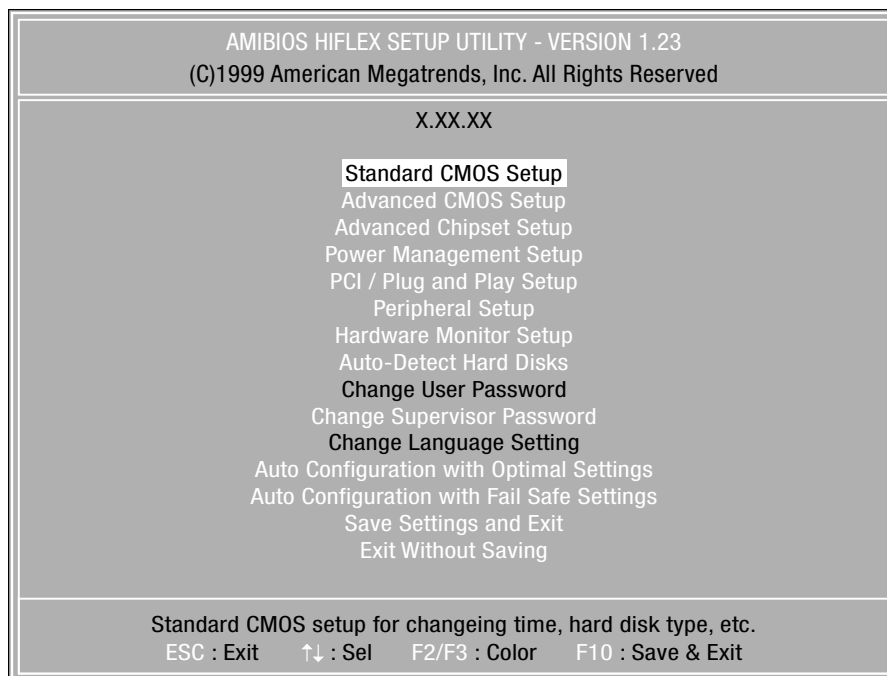 AMIBIOS HIFLEX SETUP UTILITY - VERSION 1.23
(C)1999 American Megatrends, Inc. All Rights Reserved
X.XX.XX
Standard CMOS Setup
Advanced CMOS Setup
Advanced Chipset Setup
Power Management Setup
PCI / Plug and Play Setup
Peripheral Setup
Hardware Monitor Setup
Auto-Detect Hard Disks
Change User Password
Change Supervisor Password
Change Language Setting
Auto Configuration with Optimal Settings
Auto Configuration with Fail Safe Settings
Save Settings and Exit
Exit Without Saving
Standard CMOS setup for changeing time, hard disk type, etc.
ESC : Exit ↑↓ : Sel F2/F3 : Color F10 : Save & Exit